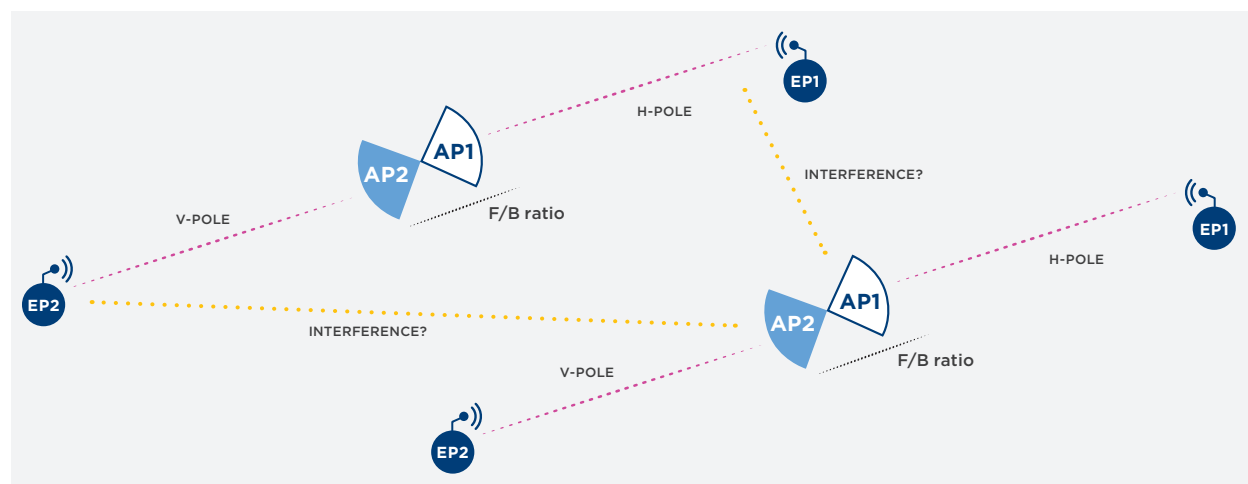 EP1
H-POLE
AP1
AP2
INTERFERENCE?
F/B ratio
V-POLE
EP1
H-POLE
EP2
INTERFERENCE?
AP1
AP2
F/B ratio
V-POLE
EP2